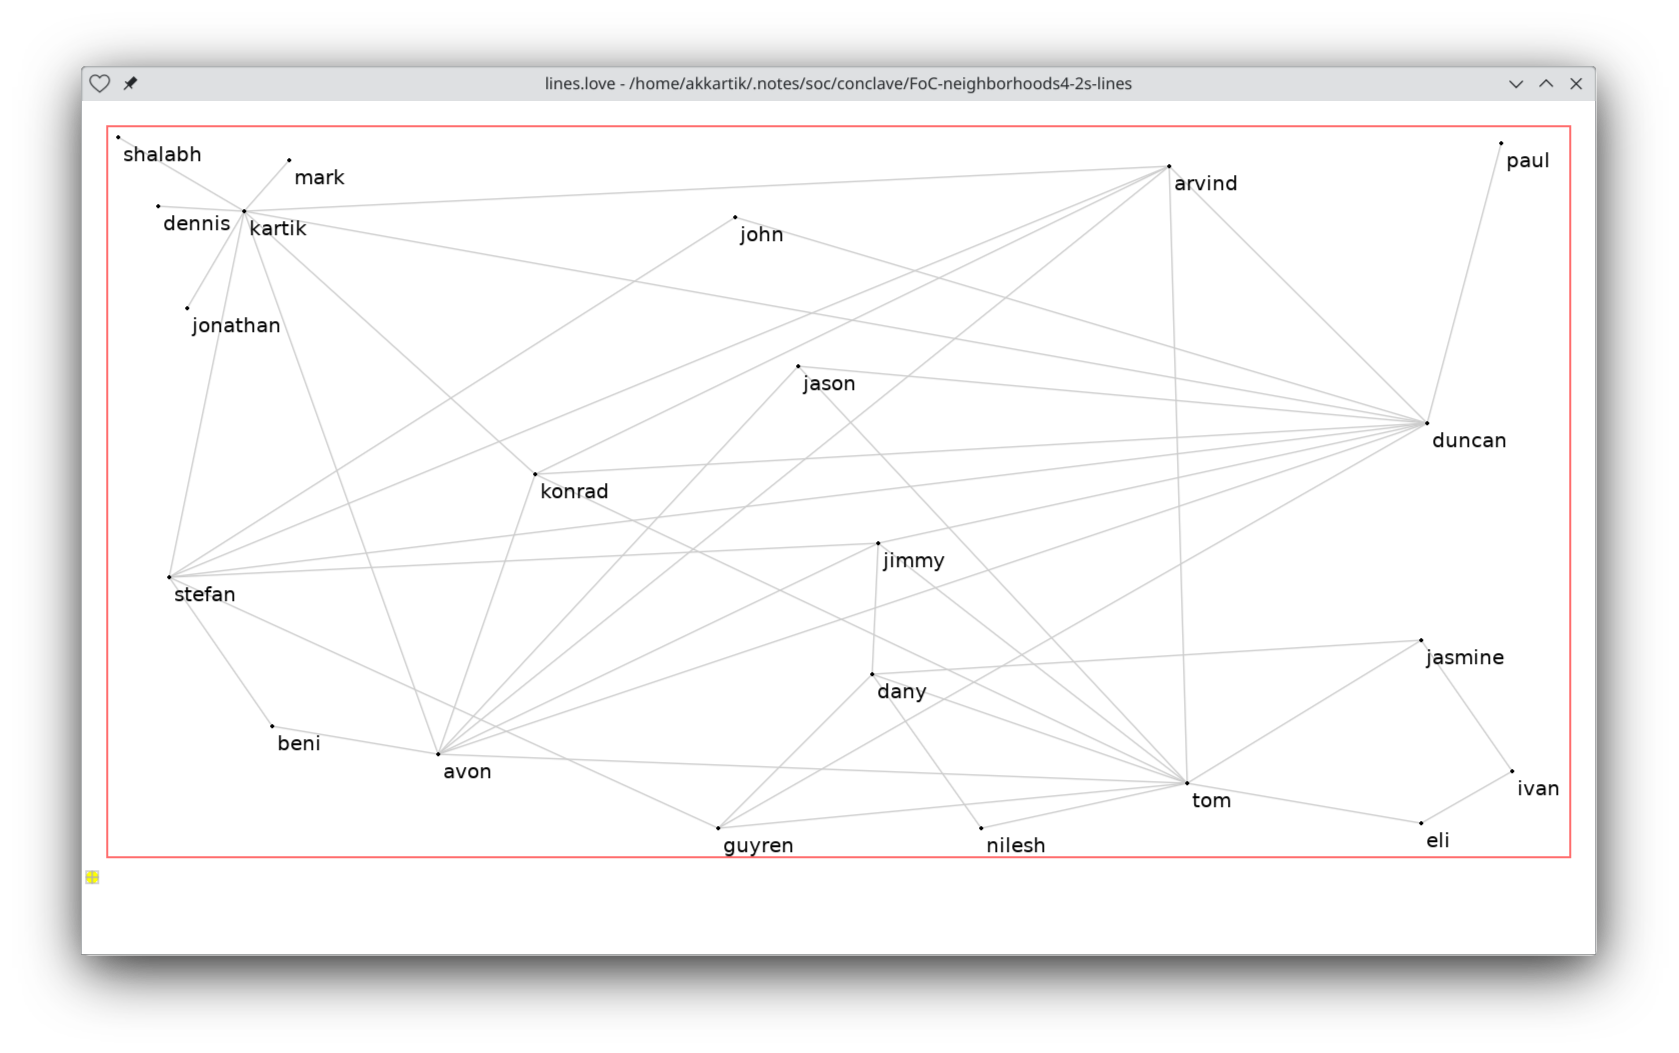 lines.love - /home/akkartik/.notes/soc/conclave/FoC-neighborhoods4-2s-lines
shalabh
mark
paul
arvind
dennis
kartik
john
jonathan
jason
duncan
konrad
jimmy
stefan
jasmine
dany
beni
avon
ivan
tom
eli
guyren
nilesh